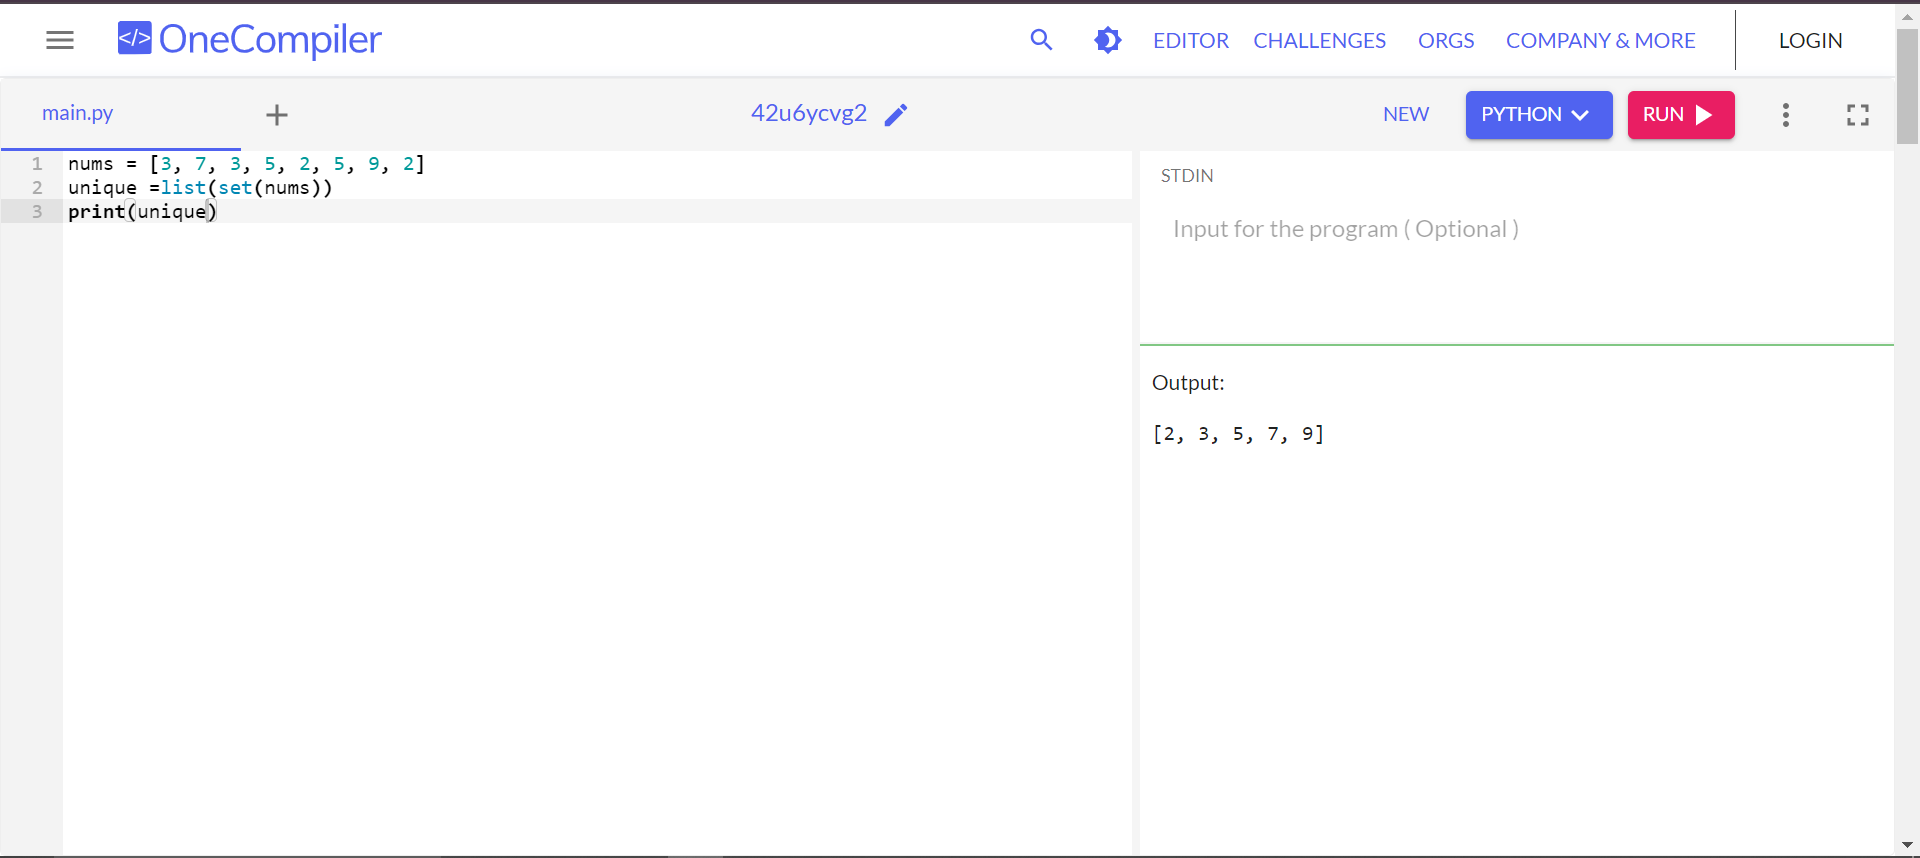 </> OneCompiler
EDITOR CHALLENGES ORGS COMPANY & MORE LOGIN
main.py + 42u6ycvg2 NEW PYTHON RUN
1 nums = [3, 7, 3, 5, 2, 5, 9, 2]
2 unique =list(set(nums))
3 print(unique)
STDIN
Input for the program ( Optional )
Output:
[2, 3, 5, 7, 9]